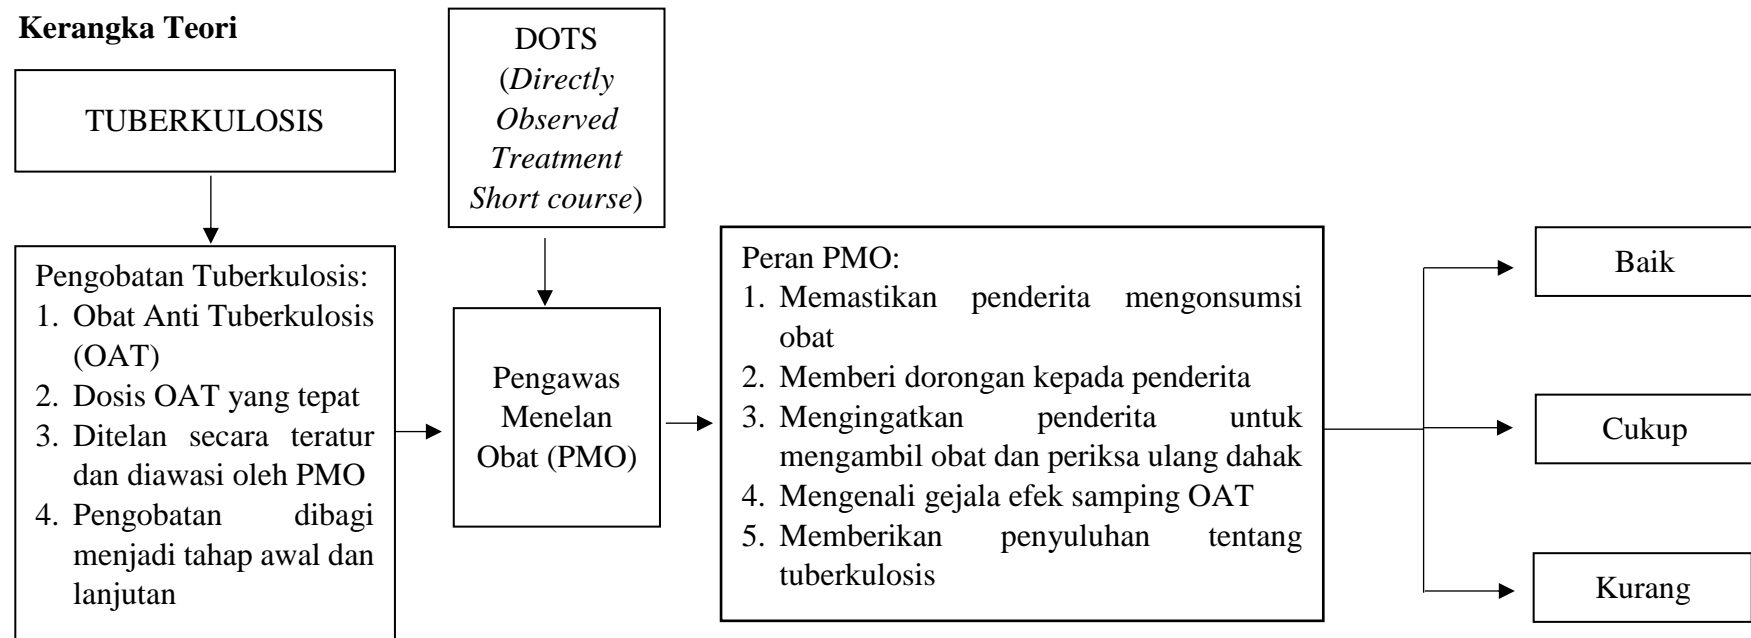 Kerangka Teori
TUBERKULOSIS
DOTS
(Directly
Observed
Treatment
Short course)
Pengobatan Tuberkulosis:
1. Obat Anti Tuberkulosis
(OAT)
2. Dosis OAT yang tepat
3. Ditelan secara teratur
dan diawasi oleh PMO
4. Pengobatan dibagi
menjadi tahap awal dan
lanjutan
Pengawas
Menelan
Obat (PMO)
Peran PMO:
1. Memastikan penderita mengonsumsi
obat
2. Memberi dorongan kepada penderita
3. Mengingatkan penderita untuk
mengambil obat dan periksa ulang dahak
4. Mengenali gejala efek samping OAT
5. Memberikan penyuluhan tentang
tuberkulosis
Baik
Cukup
Kurang